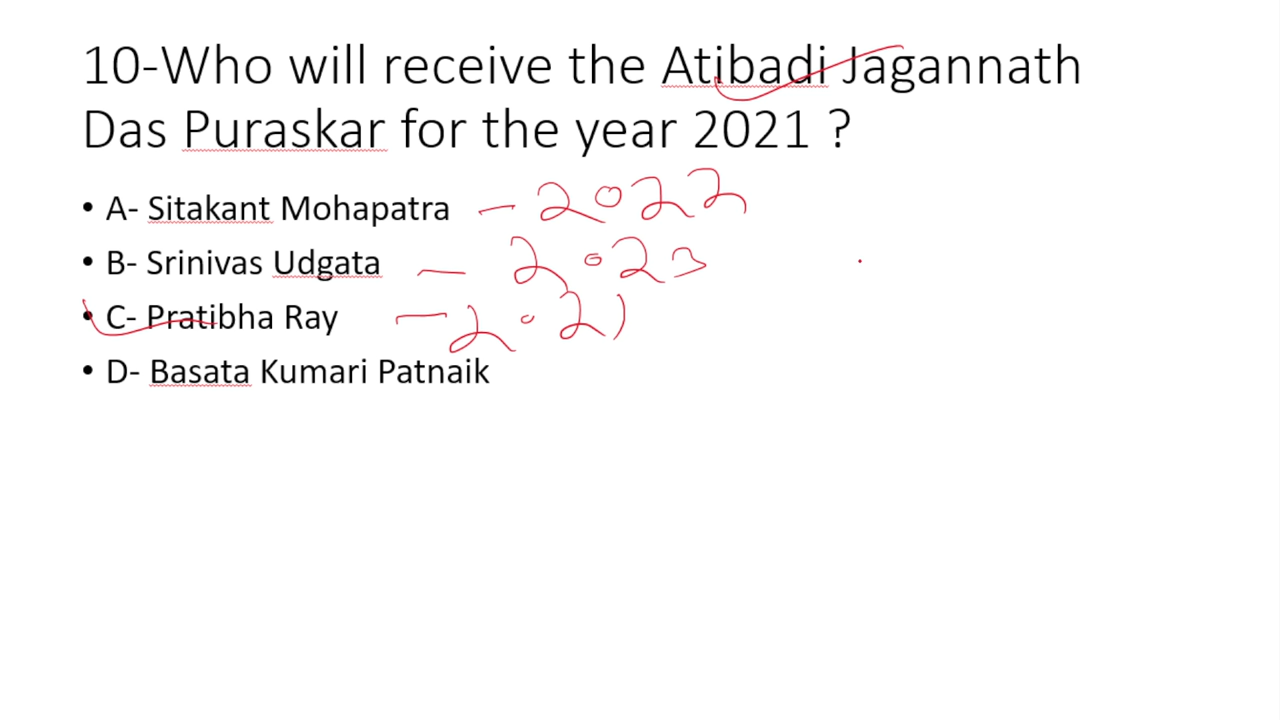 10-Who will receive the Atibadi Jagannath
Das Puraskar for the year 2021 ?
• A- Sitakant Mohapatra - 2022
• B- Srinivas Udgata - 2023
• C- Pratibha Ray - 2021
• D- Basata Kumari Patnaik